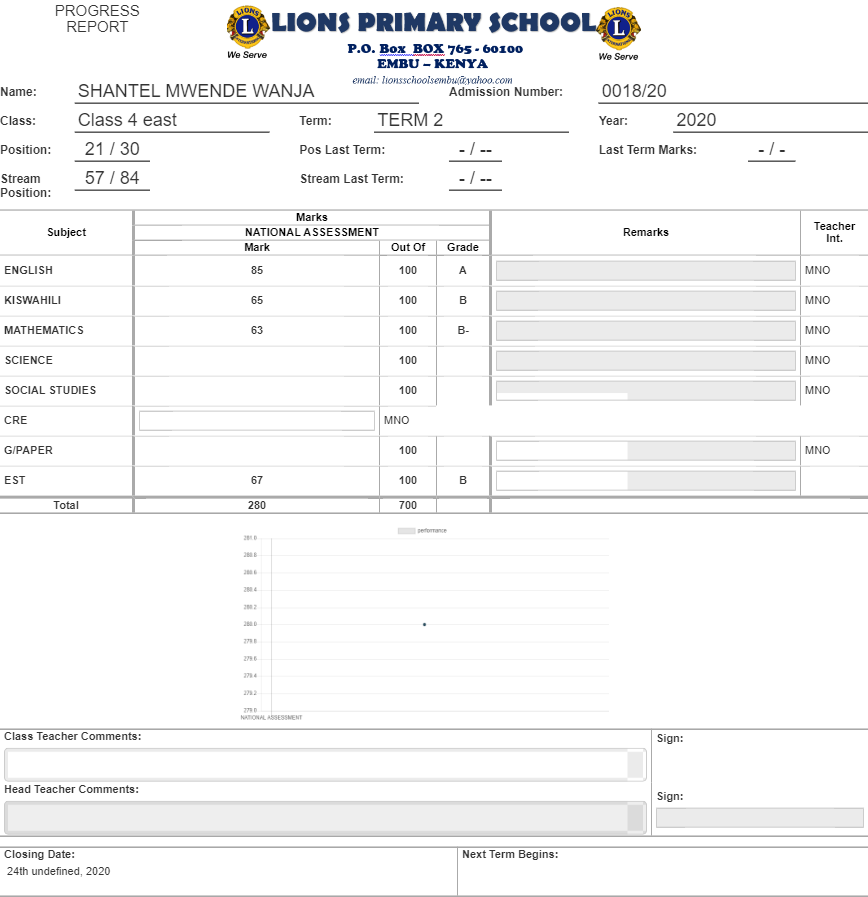 PROGRESS
REPORT
LIONS
L
We Serve
LIONS PRIMARY SCHOOL
P.O. Box BOX 765 - 60100
EMBU – KENYA
email: lionsschoolsembu@yahoo.com
LIONS
L
We Serve
Name: SHANTEL MWENDE WANJA Admission Number: 0018/20
Class: Class 4 east Term: TERM 2 Year: 2020
Position: 21 / 30 Pos Last Term: - / -- Last Term Marks: - / -
Stream Position: 57 / 84 Stream Last Term: - / --
Subject Marks Remarks Teacher Int.
NATIONAL ASSESSMENT
Mark Out Of Grade
ENGLISH 85 100 A MNO
KISWAHILI 65 100 B MNO
MATHEMATICS 63 100 B- MNO
SCIENCE 100 MNO
SOCIAL STUDIES 100 MNO
CRE MNO
G/PAPER 100 MNO
EST 67 100 B
Total 280 700
performance
281.0
280.8
280.6
280.4
280.2
280.0
279.8
279.6
279.4
279.2
279.0
NATIONAL ASSESSMENT
Class Teacher Comments: Sign:
Head Teacher Comments: Sign:
Closing Date: Next Term Begins:
24th undefined, 2020